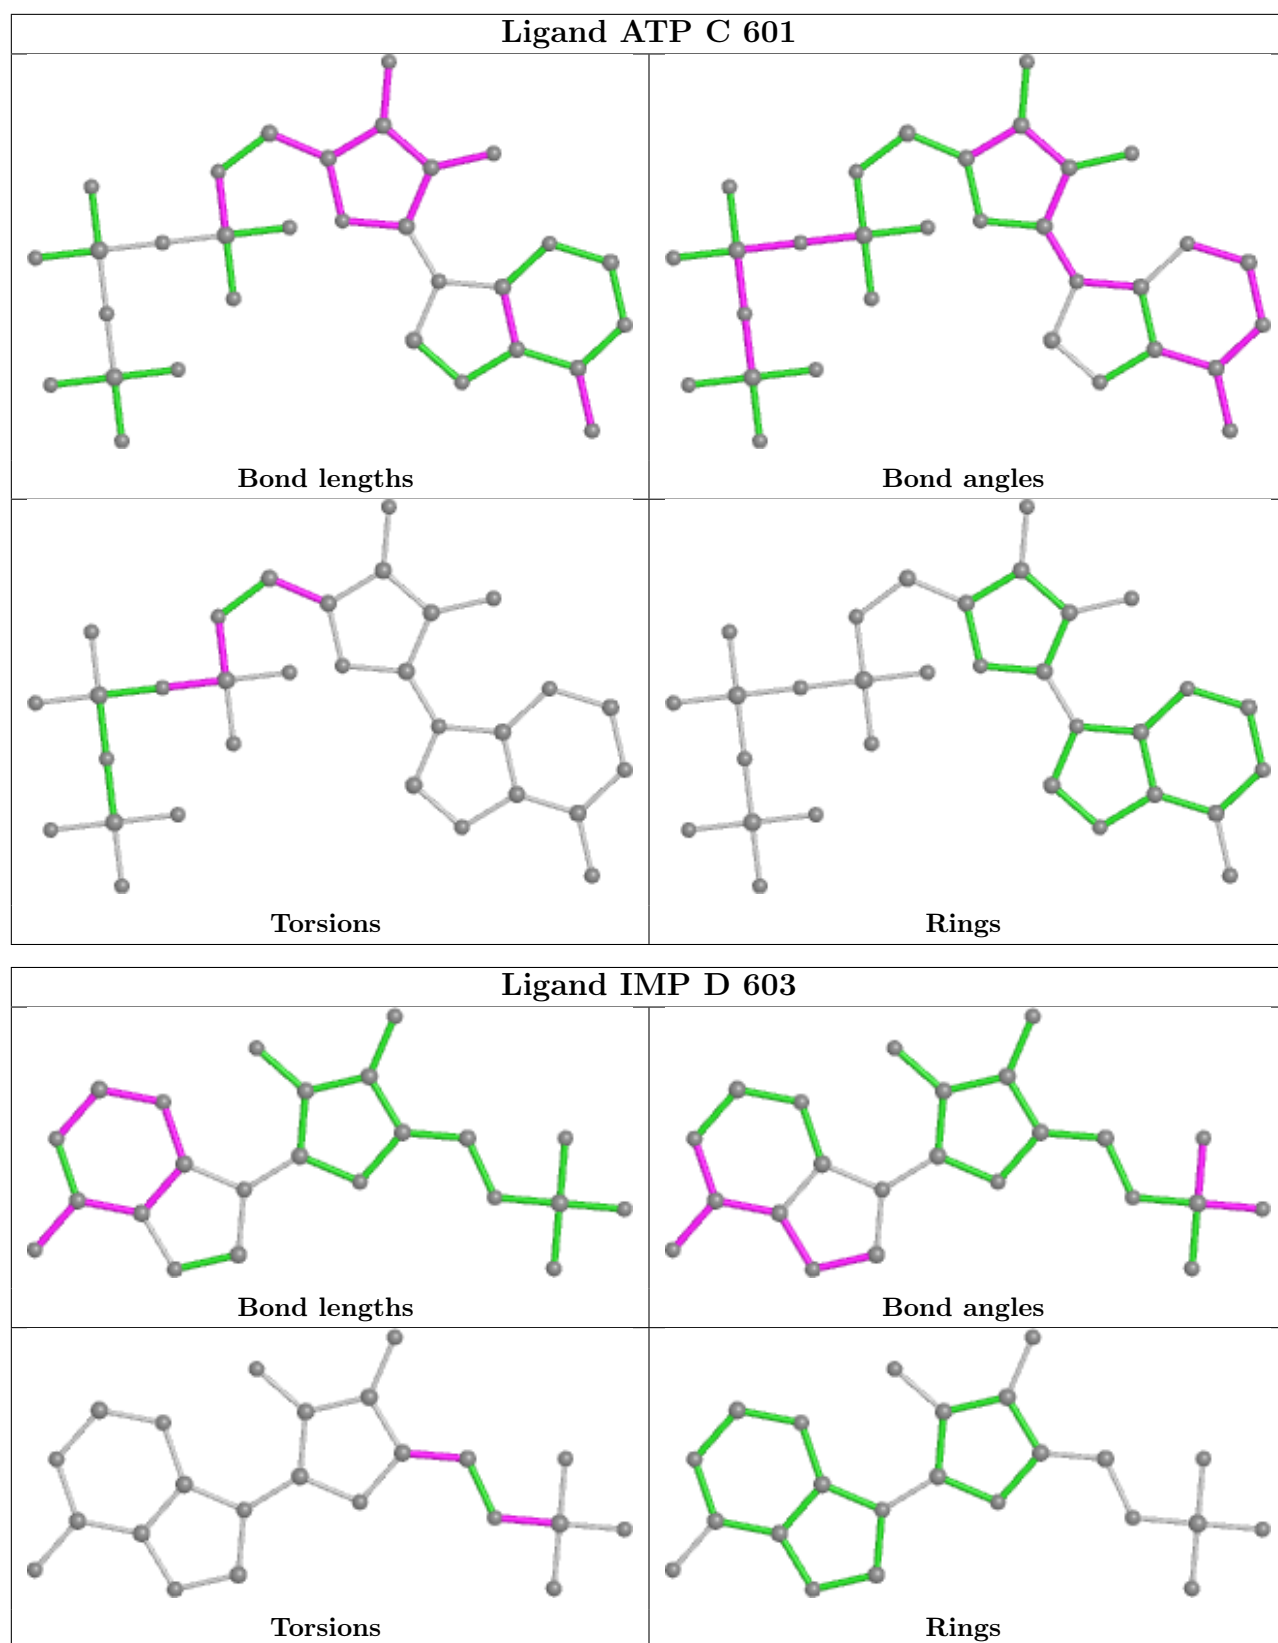 Ligand ATP C 601
Bond lengths
Bond angles
Torsions
Rings
Ligand IMP D 603
Bond lengths
Bond angles
Torsions
Rings